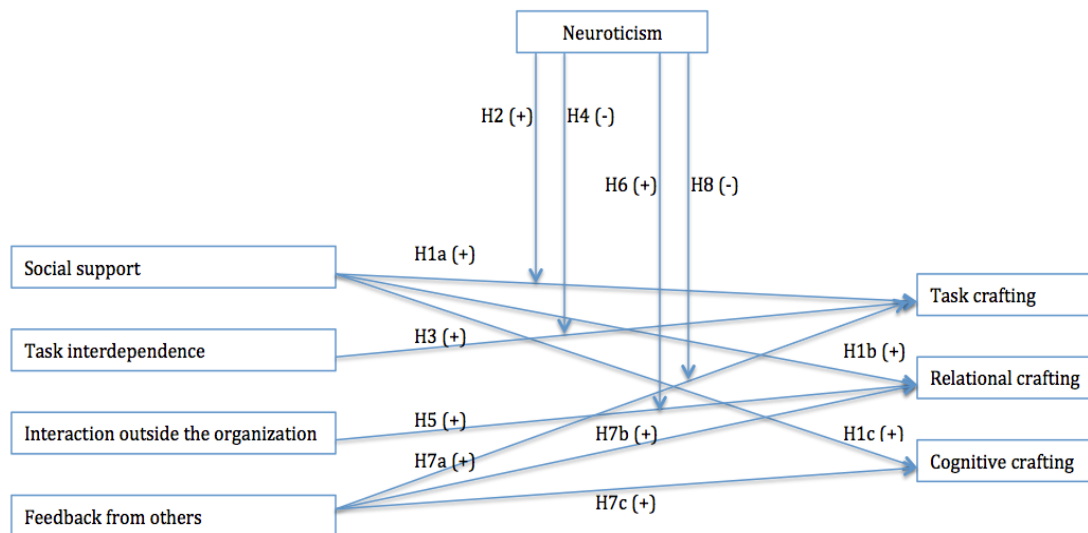 Neuroticism
H2 (+)
H4 (-)
H6 (+)
H8 (-)
Social support
H1a (+)
Task crafting
Task interdependence
H3 (+)
H1b (+)
Relational crafting
Interaction outside the organization
H5 (+)
H7b (+)
H1c (+)
H7a (+)
Cognitive crafting
Feedback from others
H7c (+)